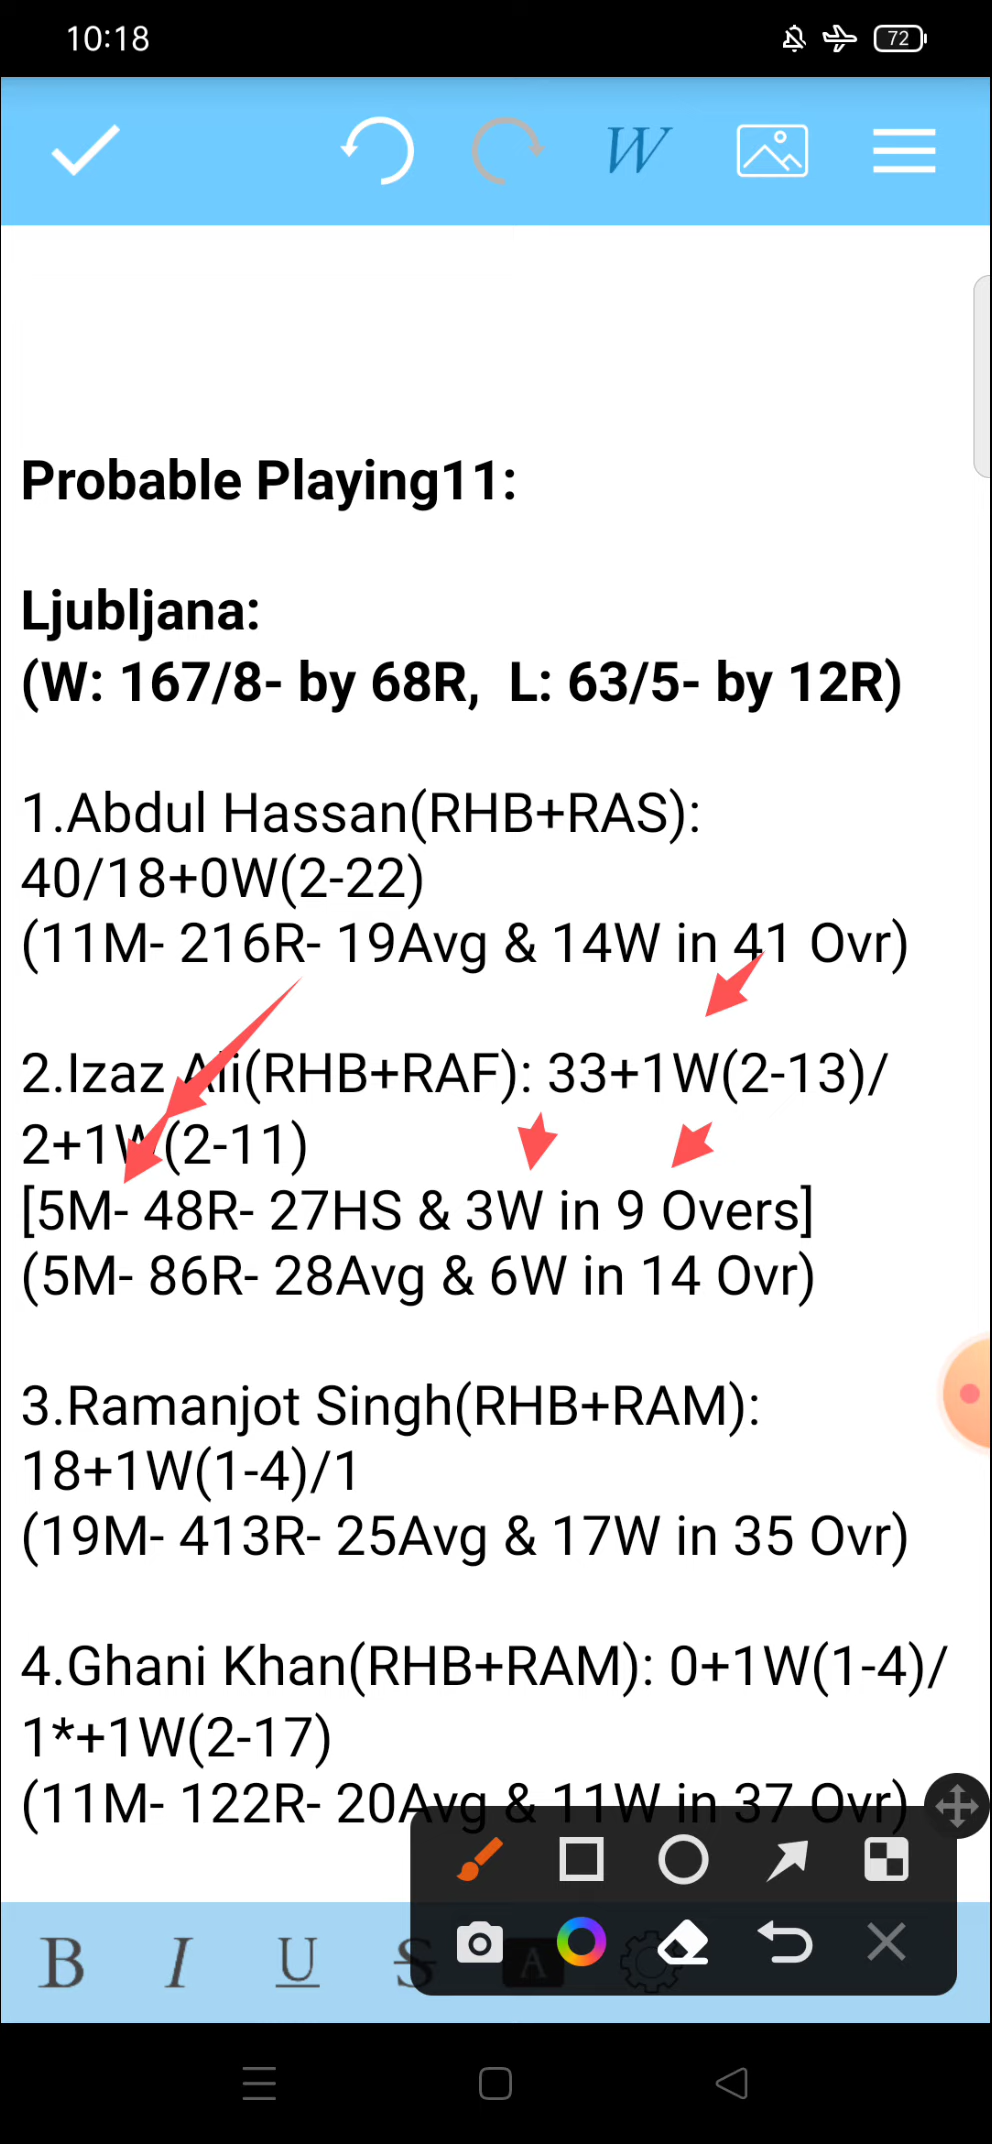 10:18
72
W
Probable Playing11:
Ljubljana:
(W: 167/8- by 68R, L: 63/5- by 12R)
1.Abdul Hassan(RHB+RAS):
40/18+0W(2-22)
(11M- 216R- 19Avg & 14W in 41 Ovr)
2.Izaz Ali(RHB+RAF): 33+1W(2-13)/
2+1W(2-11)
[5M- 48R- 27HS & 3W in 9 Overs]
(5M- 86R- 28Avg & 6W in 14 Ovr)
3.Ramanjot Singh(RHB+RAM):
18+1W(1-4)/1
(19M- 413R- 25Avg & 17W in 35 Ovr)
4.Ghani Khan(RHB+RAM): 0+1W(1-4)/
1*+1W(2-17)
(11M- 122R- 20Avg & 11W in 37 Ovr)
B I U S A